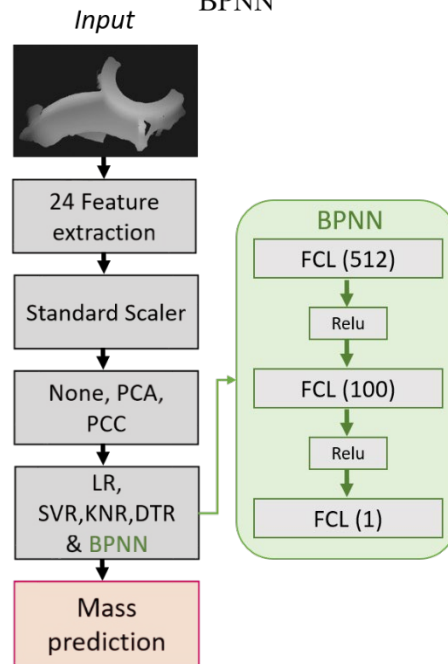 BPNN
Input
24 Feature
extraction
Standard Scaler
None, PCA,
PCC
LR,
SVR,KNR,DTR
& BPNN
Mass
prediction
BPNN
FCL (512)
Relu
FCL (100)
Relu
FCL (1)